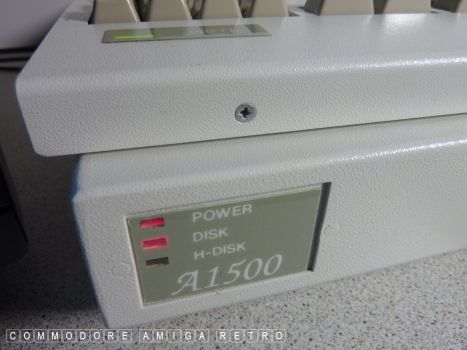 POWER
DISK
H-DISK
A1500
COMMODORE AMIGA RETRO